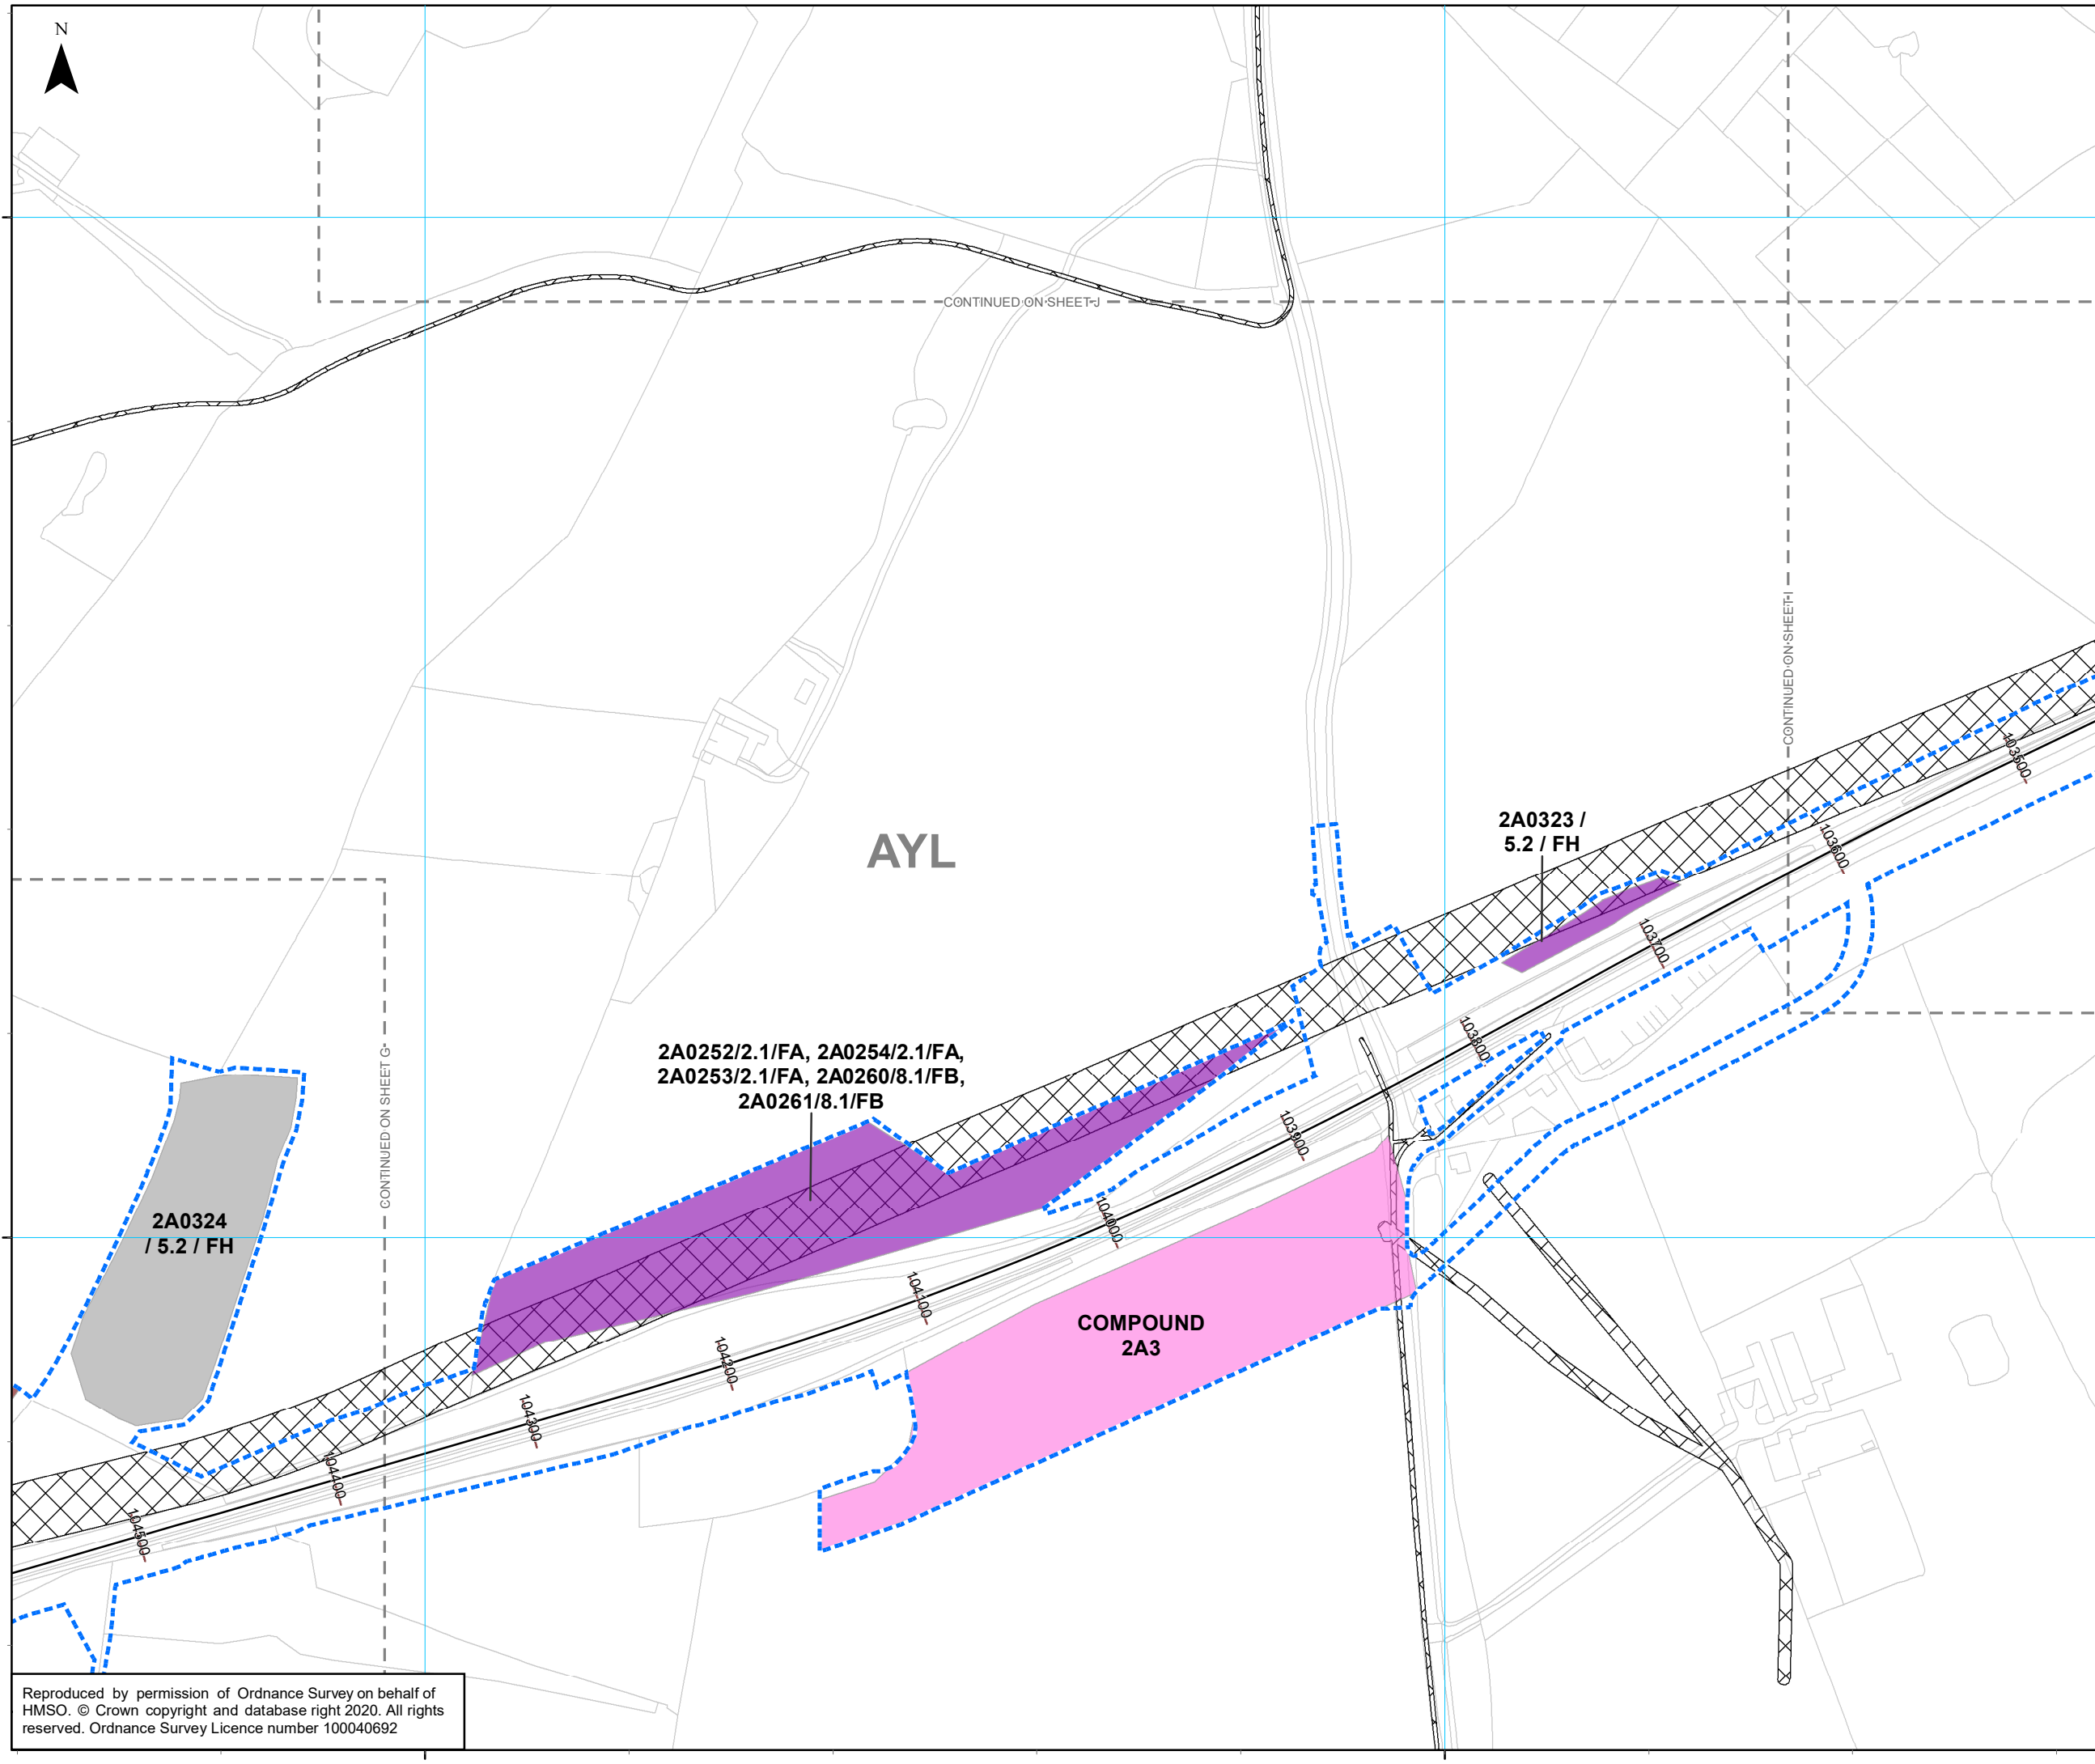 N
CONTINUED ON SHEET J
CONTINUED ON SHEET I
103500
2A0323 /
5.2 / FH
103600
AYL
103700
2A0252/2.1/FA, 2A0254/2.1/FA,
2A0253/2.1/FA, 2A0260/8.1/FB,
2A0261/8.1/FB
103800
CONTINUED ON SHEET G
103900
2A0324
/ 5.2 / FH
104000
104100
COMPOUND
2A3
104200
104300
104400
104500
Reproduced by permission of Ordnance Survey on behalf of
HMSO. © Crown copyright and database right 2020. All rights
reserved. Ordnance Survey Licence number 100040692